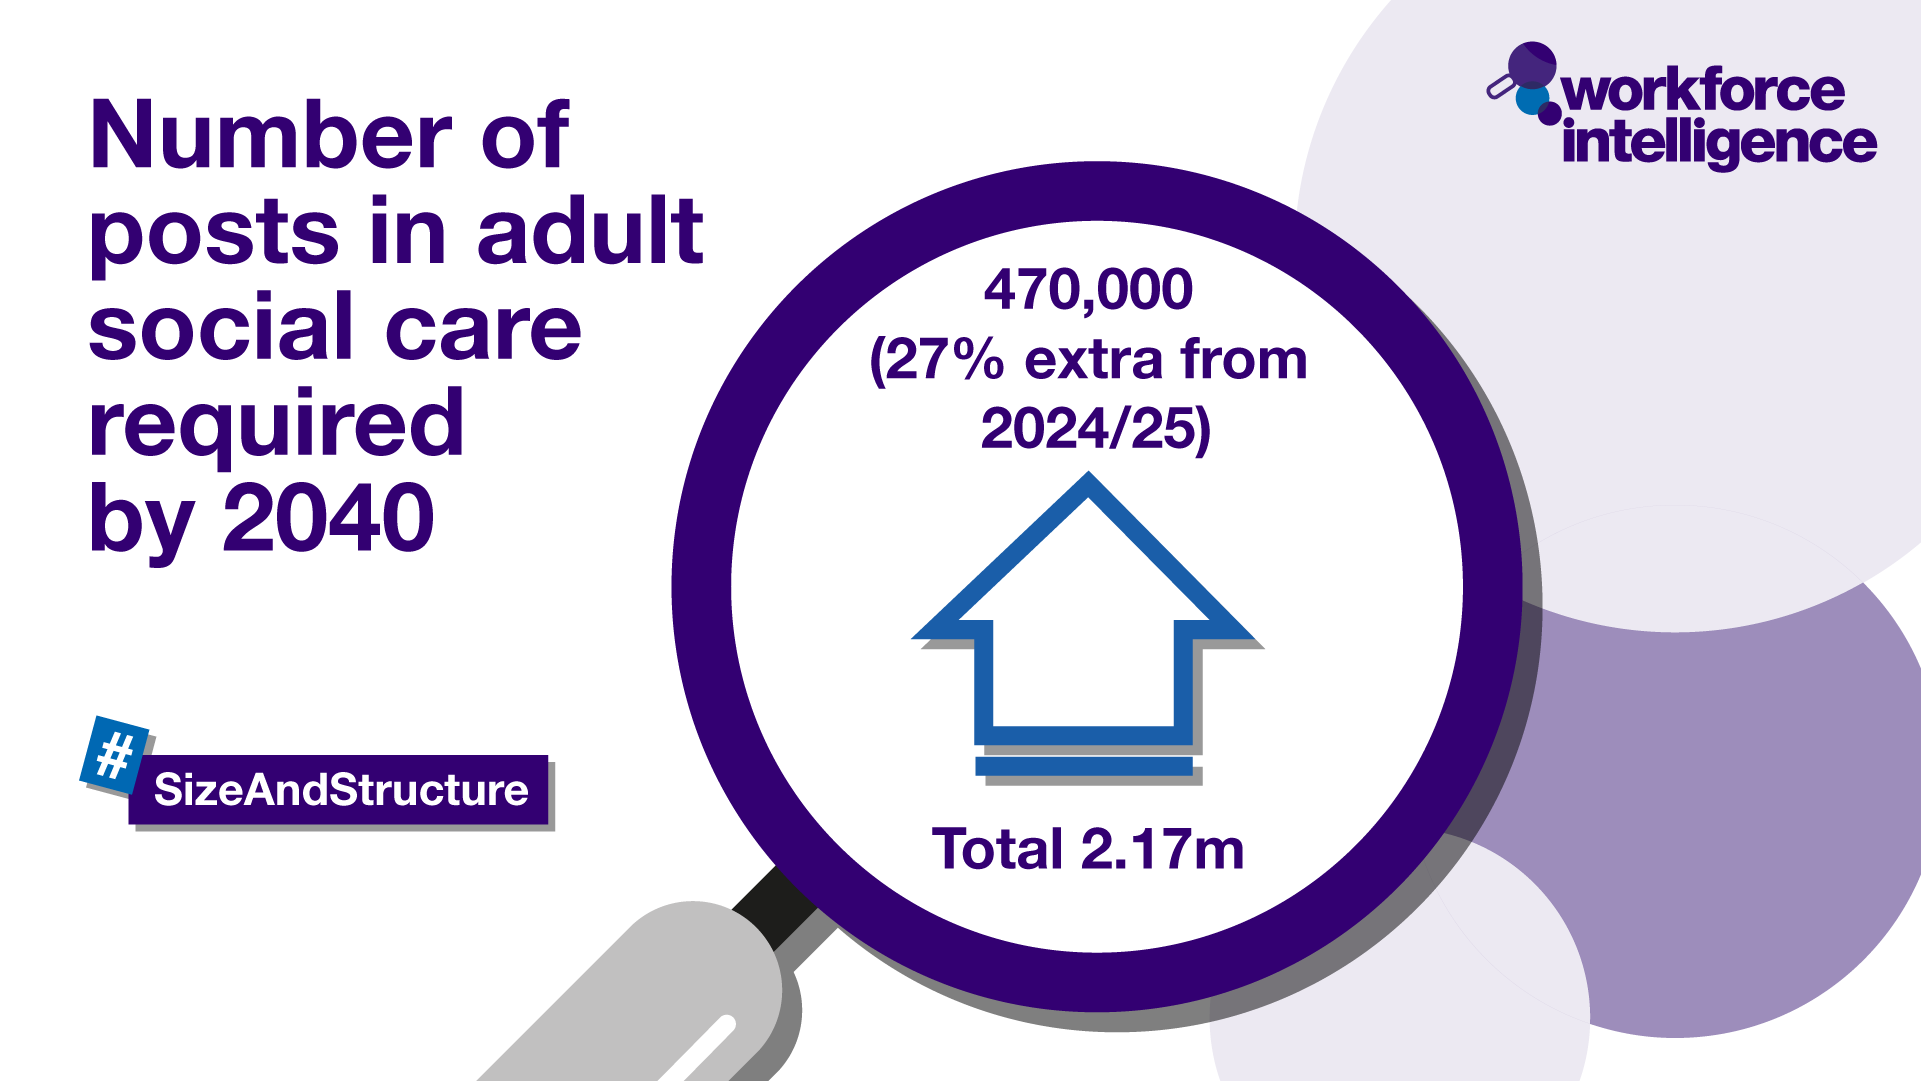 Number of
posts in adult
social care
required
by 2040
workforce
intelligence
470,000
(27% extra from
2024/25)
Total 2.17m
#
SizeAndStructure